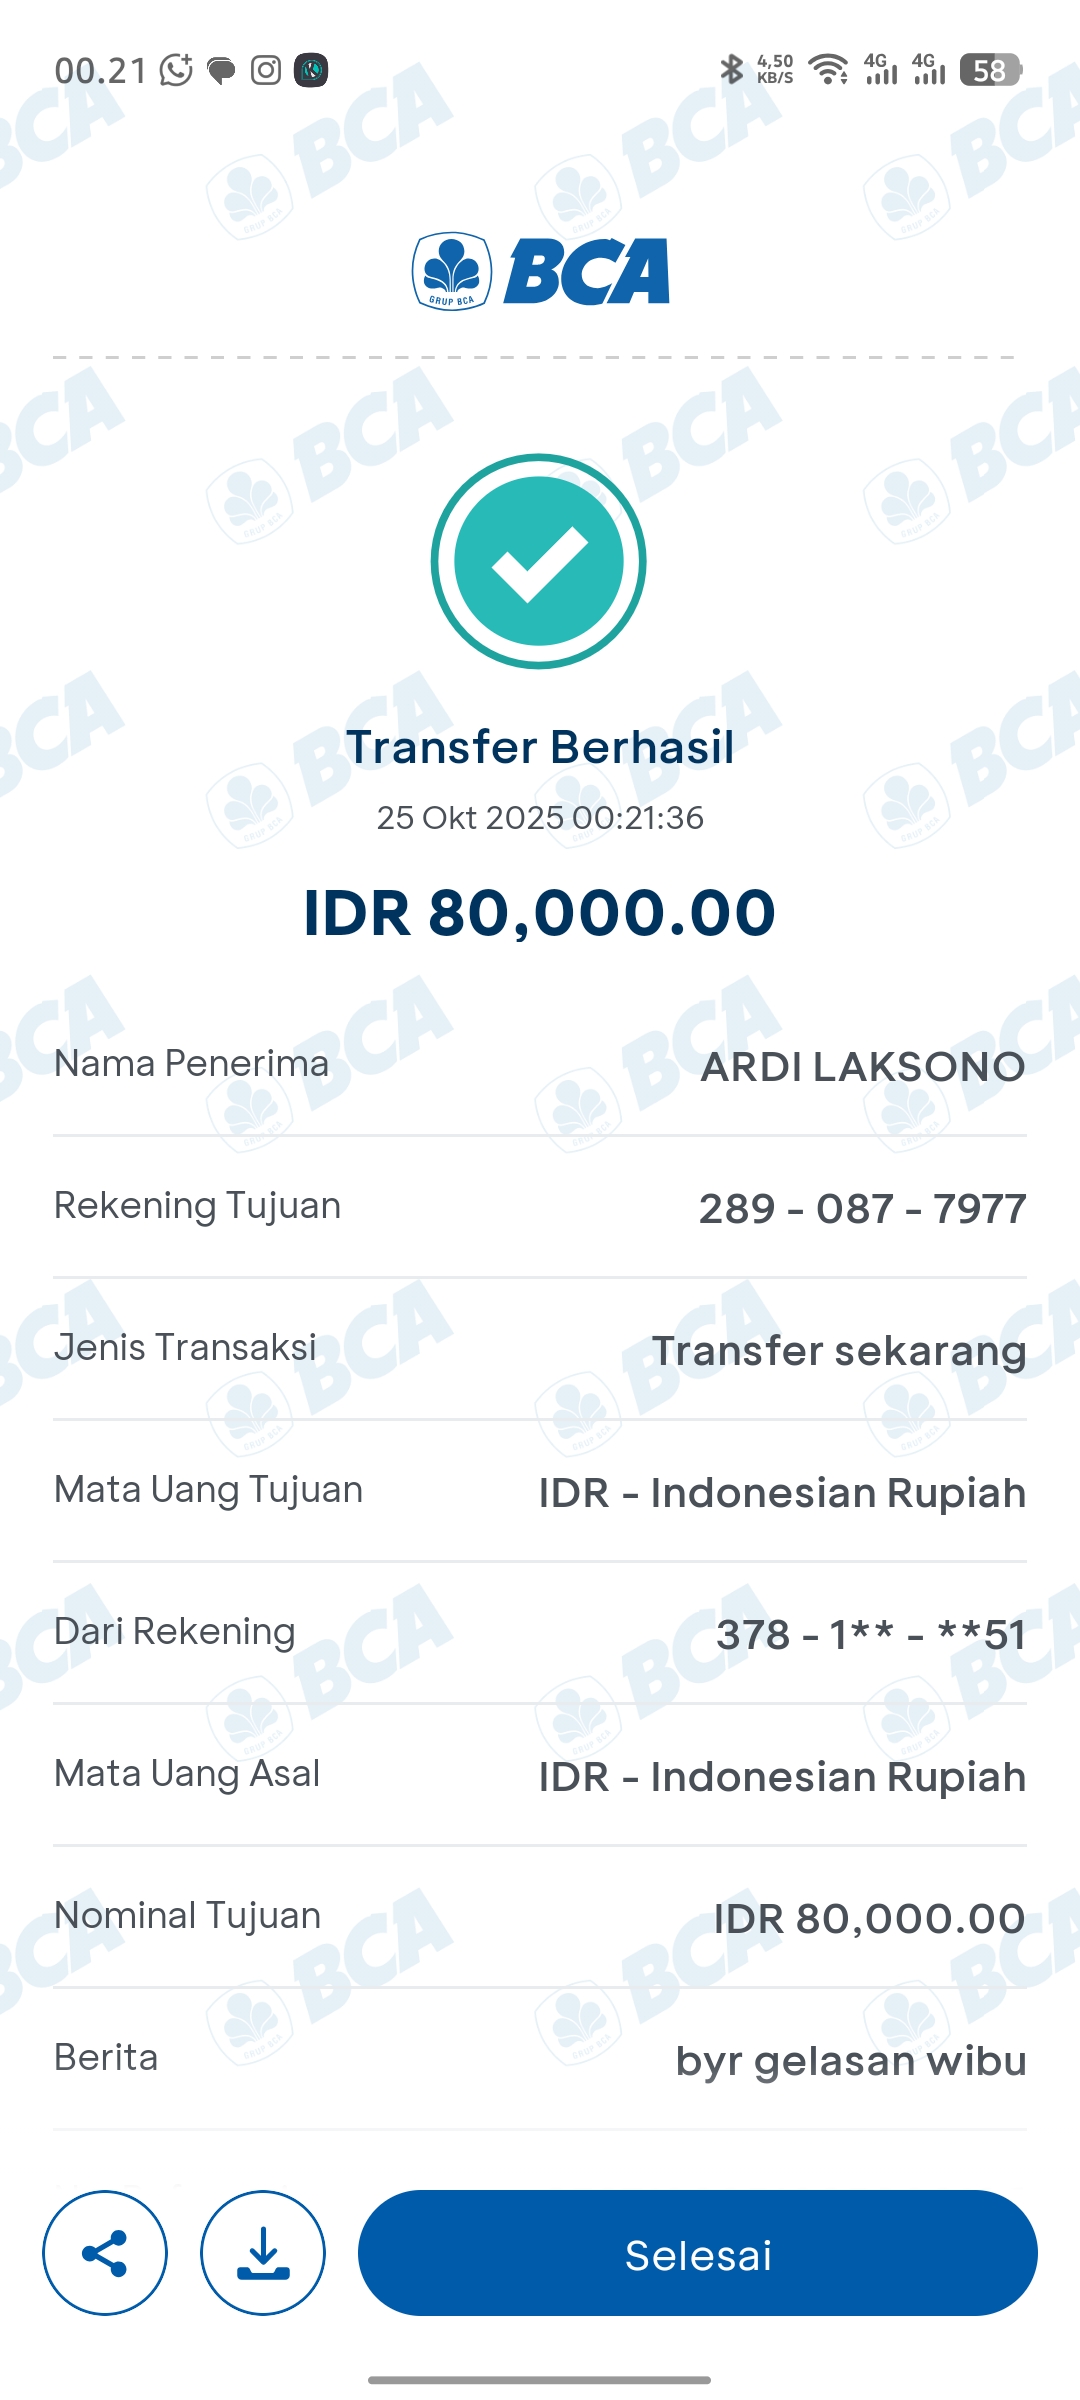 00.21
4,50
KB/S
4G
4G
58
GRUP BCA
BCA
Transfer Berhasil
25 Okt 2025 00:21:36
IDR 80,000.00
Nama Penerima
ARDI LAKSONO
Rekening Tujuan
289 - 087 - 7977
Jenis Transaksi
Transfer sekarang
Mata Uang Tujuan
IDR - Indonesian Rupiah
Dari Rekening
378 - 1** - **51
Mata Uang Asal
IDR - Indonesian Rupiah
Nominal Tujuan
IDR 80,000.00
Berita
byr gelasan wibu
Selesai